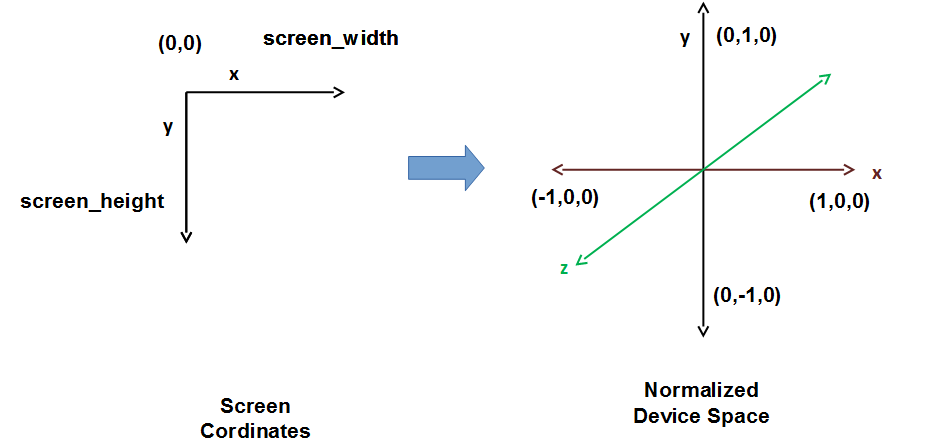 (0,0)
screen_width
x
y
screen_height
Screen
Cordinates
y
(0,1,0)
x
(-1,0,0)
(1,0,0)
z
(0,-1,0)
Normalized
Device Space